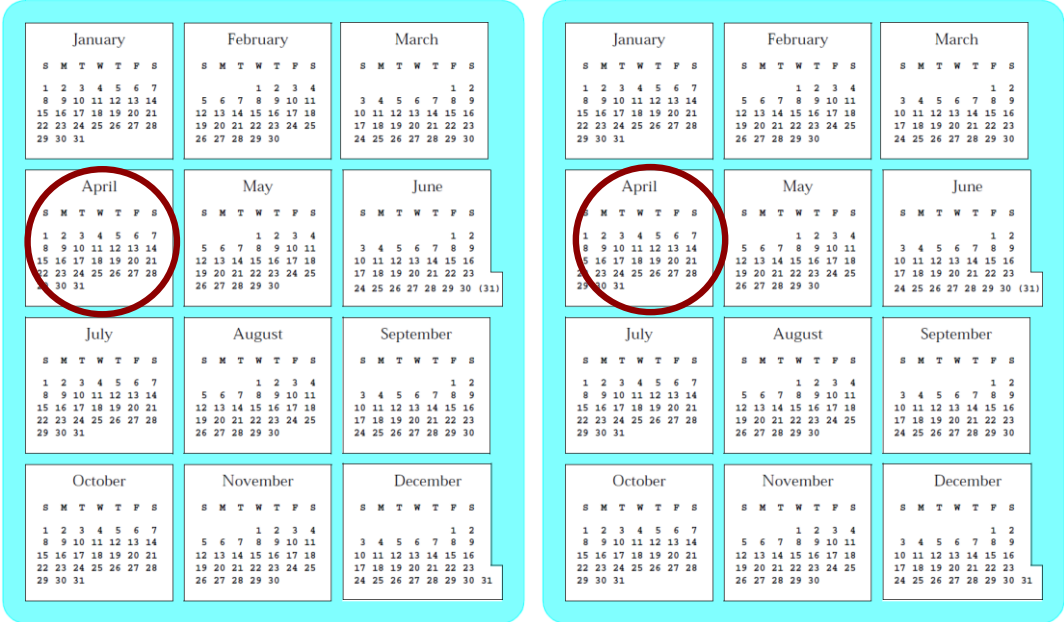 January
S M T W T F S
1 2 3 4 5 6 7
8 9 10 11 12 13 14
15 16 17 18 19 20 21
22 23 24 25 26 27 28
29 30 31
February
S M T W T F S
1 2 3 4
5 6 7 8 9 10 11
12 13 14 15 16 17 18
19 20 21 22 23 24 25
26 27 28 29 30
March
S M T W T F S
1 2
3 4 5 6 7 8 9
10 11 12 13 14 15 16
17 18 19 20 21 22 23
24 25 26 27 28 29 30
April
S M T W T F S
1 2 3 4 5 6 7
8 9 10 11 12 13 14
15 16 17 18 19 20 21
22 23 24 25 26 27 28
29 30 31
May
S M T W T F S
1 2 3 4
5 6 7 8 9 10 11
12 13 14 15 16 17 18
19 20 21 22 23 24 25
26 27 28 29 30
June
S M T W T F S
1 2
3 4 5 6 7 8 9
10 11 12 13 14 15 16
17 18 19 20 21 22 23
24 25 26 27 28 29 30 (31)
July
S M T W T F S
1 2 3 4 5 6 7
8 9 10 11 12 13 14
15 16 17 18 19 20 21
22 23 24 25 26 27 28
29 30 31
August
S M T W T F S
1 2 3 4
5 6 7 8 9 10 11
12 13 14 15 16 17 18
19 20 21 22 23 24 25
26 27 28 29 30
September
S M T W T F S
1 2
3 4 5 6 7 8 9
10 11 12 13 14 15 16
17 18 19 20 21 22 23
24 25 26 27 28 29 30
October
S M T W T F S
1 2 3 4 5 6 7
8 9 10 11 12 13 14
15 16 17 18 19 20 21
22 23 24 25 26 27 28
29 30 31
November
S M T W T F S
1 2 3 4
5 6 7 8 9 10 11
12 13 14 15 16 17 18
19 20 21 22 23 24 25
26 27 28 29 30
December
S M T W T F S
1 2
3 4 5 6 7 8 9
10 11 12 13 14 15 16
17 18 19 20 21 22 23
24 25 26 27 28 29 30 31
January
S M T W T F S
1 2 3 4 5 6 7
8 9 10 11 12 13 14
15 16 17 18 19 20 21
22 23 24 25 26 27 28
29 30 31
February
S M T W T F S
1 2 3 4
5 6 7 8 9 10 11
12 13 14 15 16 17 18
19 20 21 22 23 24 25
26 27 28 29 30
March
S M T W T F S
1 2
3 4 5 6 7 8 9
10 11 12 13 14 15 16
17 18 19 20 21 22 23
24 25 26 27 28 29 30
April
S M T W T F S
1 2 3 4 5 6 7
8 9 10 11 12 13 14
15 16 17 18 19 20 21
22 23 24 25 26 27 28
29 30 31
May
S M T W T F S
1 2 3 4
5 6 7 8 9 10 11
12 13 14 15 16 17 18
19 20 21 22 23 24 25
26 27 28 29 30
June
S M T W T F S
1 2
3 4 5 6 7 8 9
10 11 12 13 14 15 16
17 18 19 20 21 22 23
24 25 26 27 28 29 30 (31)
July
S M T W T F S
1 2 3 4 5 6 7
8 9 10 11 12 13 14
15 16 17 18 19 20 21
22 23 24 25 26 27 28
29 30 31
August
S M T W T F S
1 2 3 4
5 6 7 8 9 10 11
12 13 14 15 16 17 18
19 20 21 22 23 24 25
26 27 28 29 30
September
S M T W T F S
1 2
3 4 5 6 7 8 9
10 11 12 13 14 15 16
17 18 19 20 21 22 23
24 25 26 27 28 29 30
October
S M T W T F S
1 2 3 4 5 6 7
8 9 10 11 12 13 14
15 16 17 18 19 20 21
22 23 24 25 26 27 28
29 30 31
November
S M T W T F S
1 2 3 4
5 6 7 8 9 10 11
12 13 14 15 16 17 18
19 20 21 22 23 24 25
26 27 28 29 30
December
S M T W T F S
1 2
3 4 5 6 7 8 9
10 11 12 13 14 15 16
17 18 19 20 21 22 23
24 25 26 27 28 29 30 31